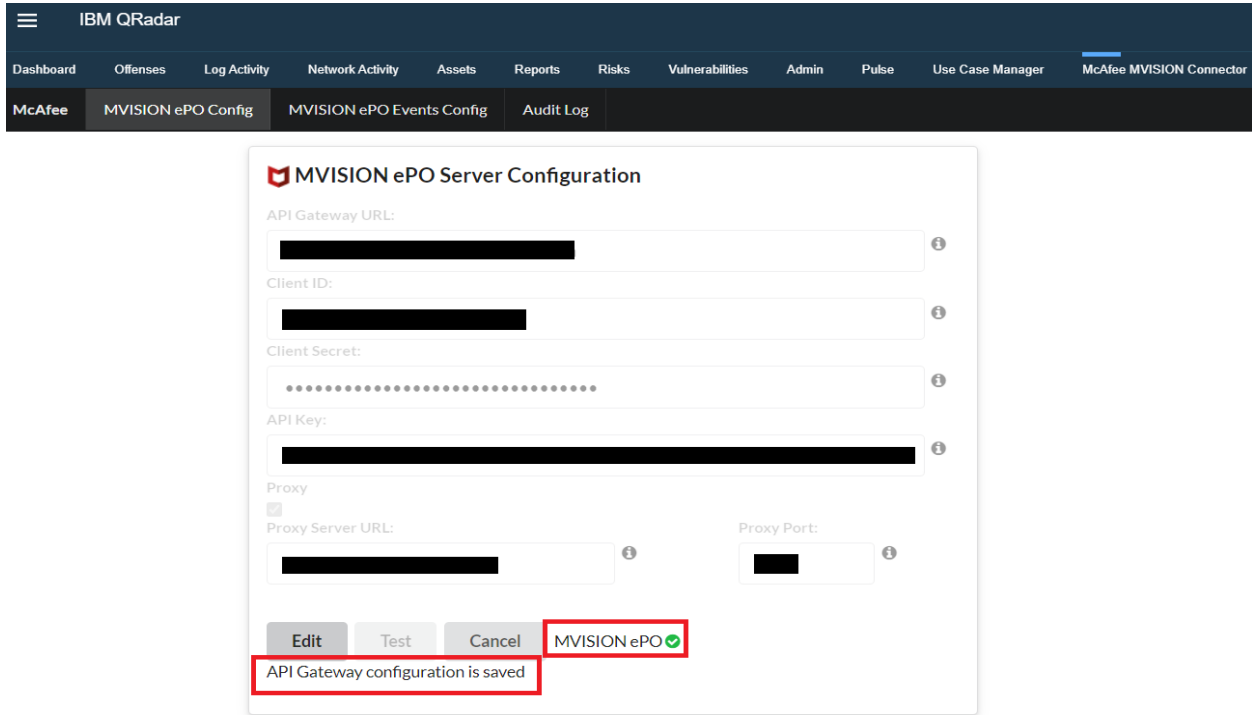 IBM QRadar
Dashboard Offenses Log Activity Network Activity Assets Reports Risks Vulnerabilities Admin Pulse Use Case Manager McAfee MVISION Connector
McAfee MVISION ePO Config MVISION ePO Events Config Audit Log
MVISION ePO Server Configuration
API Gateway URL:
Client ID:
Client Secret:
API Key:
Proxy
Proxy Server URL: Proxy Port:
Edit Test Cancel MVISION ePO
API Gateway configuration is saved